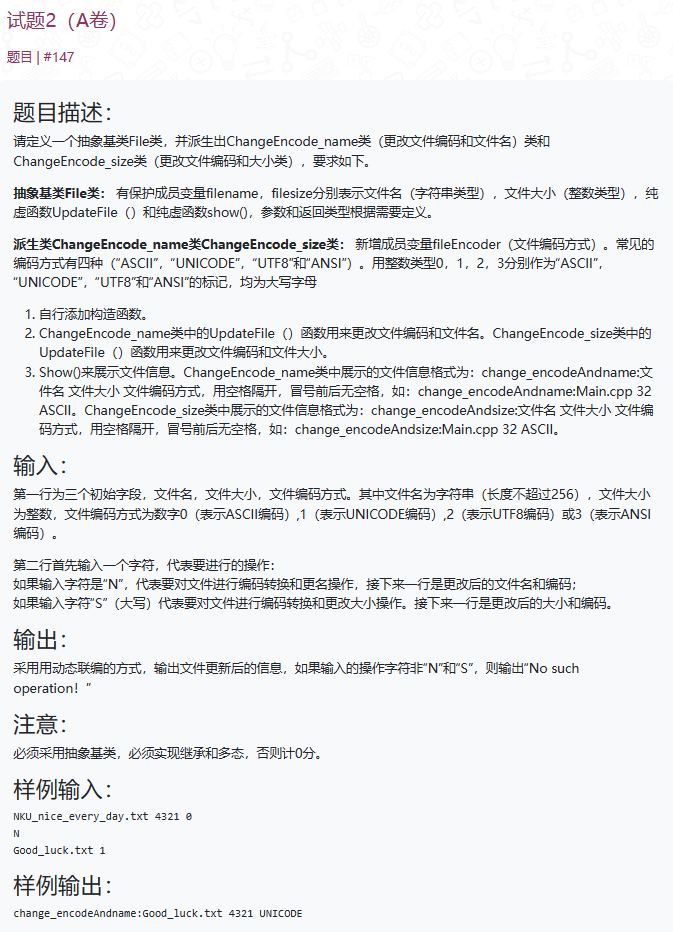 试题2（A卷）
题目 | #147
题目描述：
请定义一个抽象基类File类，并派生出ChangeEncode_name类（更改文件编码和文件名）类和
ChangeEncode_size类（更改文件编码和大小类），要求如下。
抽象基类File类： 有保护成员变量filename，filesize分别表示文件名（字符串类型），文件大小（整数类型），纯
虚函数UpdateFile（）和纯虚函数show()，参数和返回类型根据需要定义。
派生类ChangeEncode_name类ChangeEncode_size类： 新增成员变量fileEncoder（文件编码方式）。常见的
编码方式有四种（“ASCII”，“UNICODE”，“UTF8”和“ANSI”）。用整数类型0，1，2，3分别作为“ASCII”，
“UNICODE”，“UTF8”和“ANSI”的标记，均为大写字母
1. 自行添加构造函数。
2. ChangeEncode_name类中的UpdateFile（）函数用来更改文件编码和文件名。ChangeEncode_size类中的
UpdateFile（）函数用来更改文件编码和文件大小。
3. Show()来展示文件信息。ChangeEncode_name类中展示的文件信息格式为：change_encodeAndname:文
件名 文件大小 文件编码方式，用空格隔开，冒号前后无空格，如：change_encodeAndname:Main.cpp 32
ASCII。ChangeEncode_size类中展示的文件信息格式为：change_encodeAndsize:文件名 文件大小 文件编
码方式，用空格隔开，冒号前后无空格，如：change_encodeAndsize:Main.cpp 32 ASCII。
输入：
第一行为三个初始字段，文件名，文件大小，文件编码方式。其中文件名为字符串（长度不超过256），文件大小
为整数，文件编码方式为数字0（表示ASCII编码）,1（表示UNICODE编码）,2（表示UTF8编码）或3（表示ANSI
编码）。
第二行首先输入一个字符，代表要进行的操作：
如果输入字符是“N”，代表要对文件进行编码转换和更名操作，接下来一行是更改后的文件名和编码；
如果输入字符“S”（大写）代表要对文件进行编码转换和更改大小操作。接下来一行是更改后的大小和编码。
输出：
采用用动态联编的方式，输出文件更新后的信息，如果输入的操作字符非“N”和“S”，则输出“No such
operation！”
注意：
必须采用抽象基类，必须实现继承和多态，否则计0分。
样例输入：
NKU_nice_every_day.txt 4321 0
N
Good_luck.txt 1
样例输出：
change_encodeAndname:Good_luck.txt 4321 UNICODE